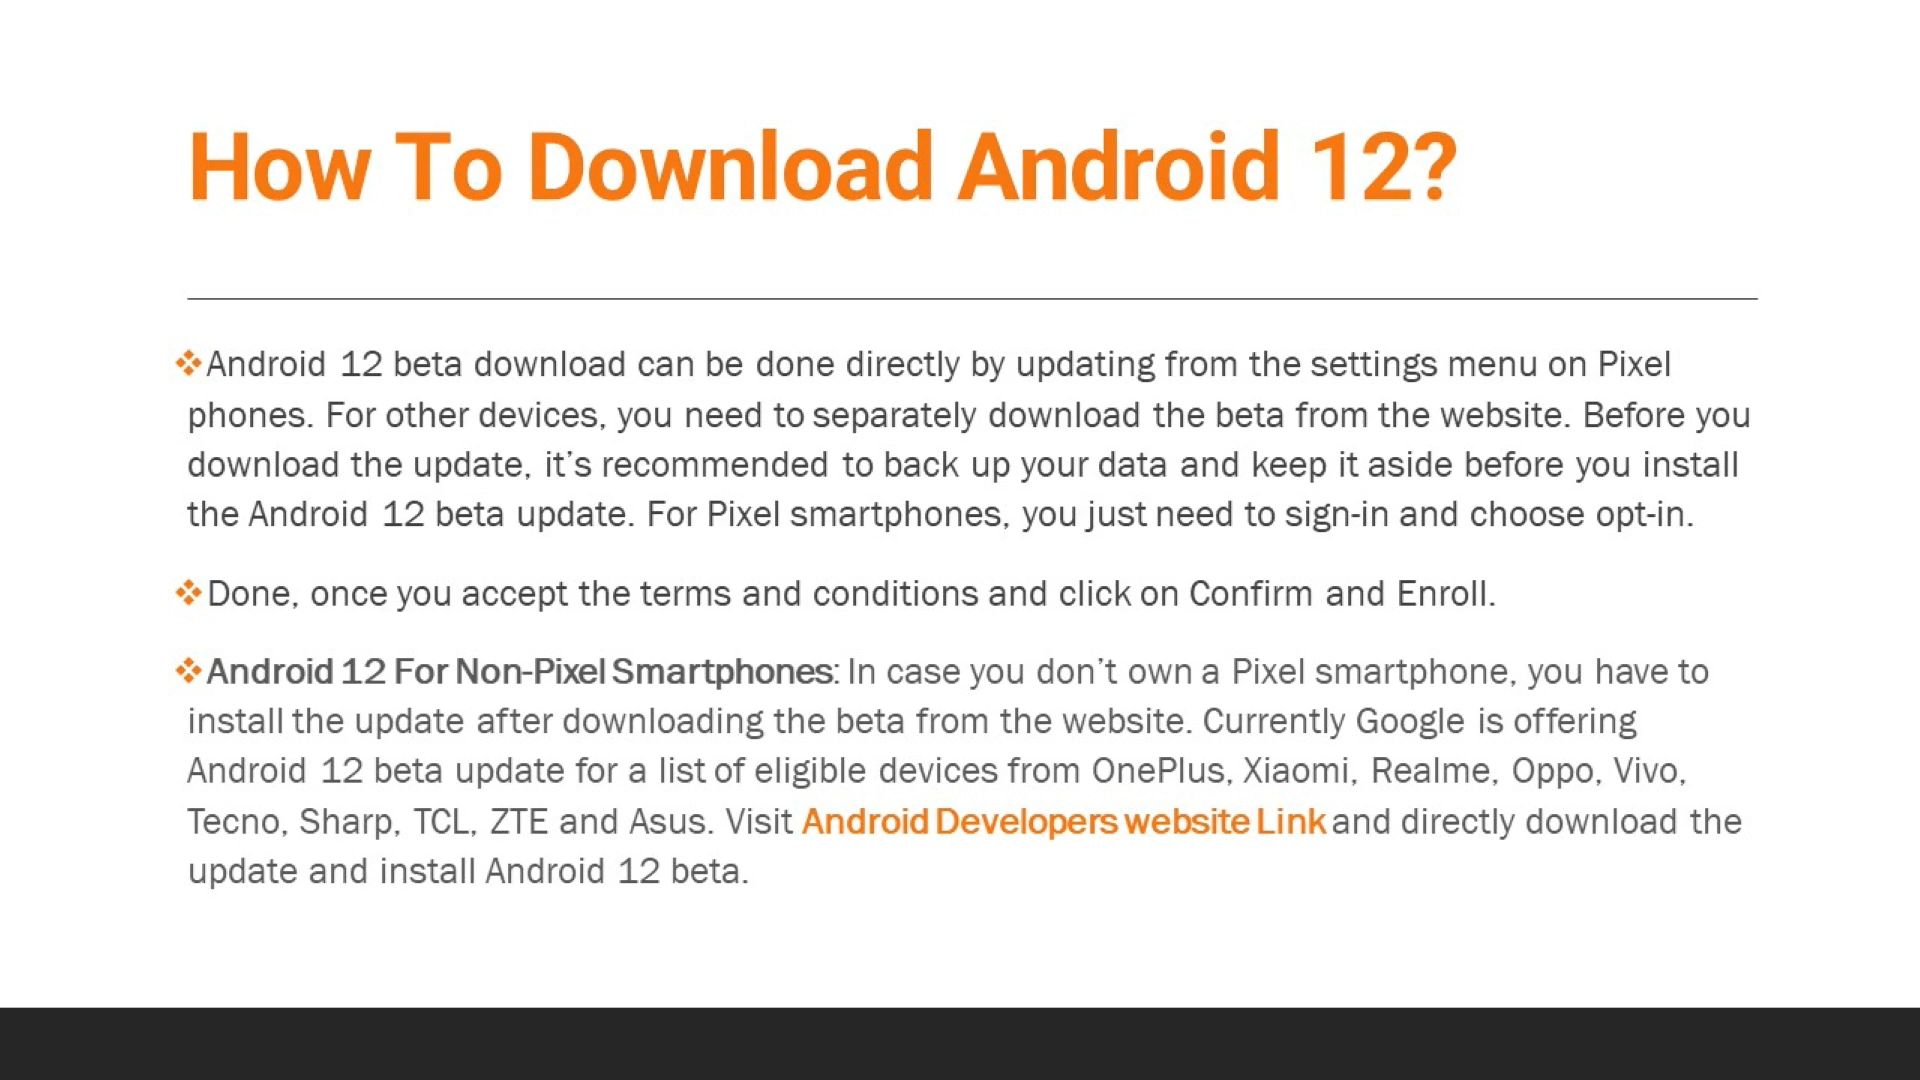 How To Download Android 12?
❖Android 12 beta download can be done directly by updating from the settings menu on Pixel
phones. For other devices, you need to separately download the beta from the website. Before you
download the update, it’s recommended to back up your data and keep it aside before you install
the Android 12 beta update. For Pixel smartphones, you just need to sign-in and choose opt-in.
❖Done, once you accept the terms and conditions and click on Confirm and Enroll.
❖Android 12 For Non-Pixel Smartphones: In case you don’t own a Pixel smartphone, you have to
install the update after downloading the beta from the website. Currently Google is offering
Android 12 beta update for a list of eligible devices from OnePlus, Xiaomi, Realme, Oppo, Vivo,
Tecno, Sharp, TCL, ZTE and Asus. Visit Android Developers website Link and directly download the
update and install Android 12 beta.